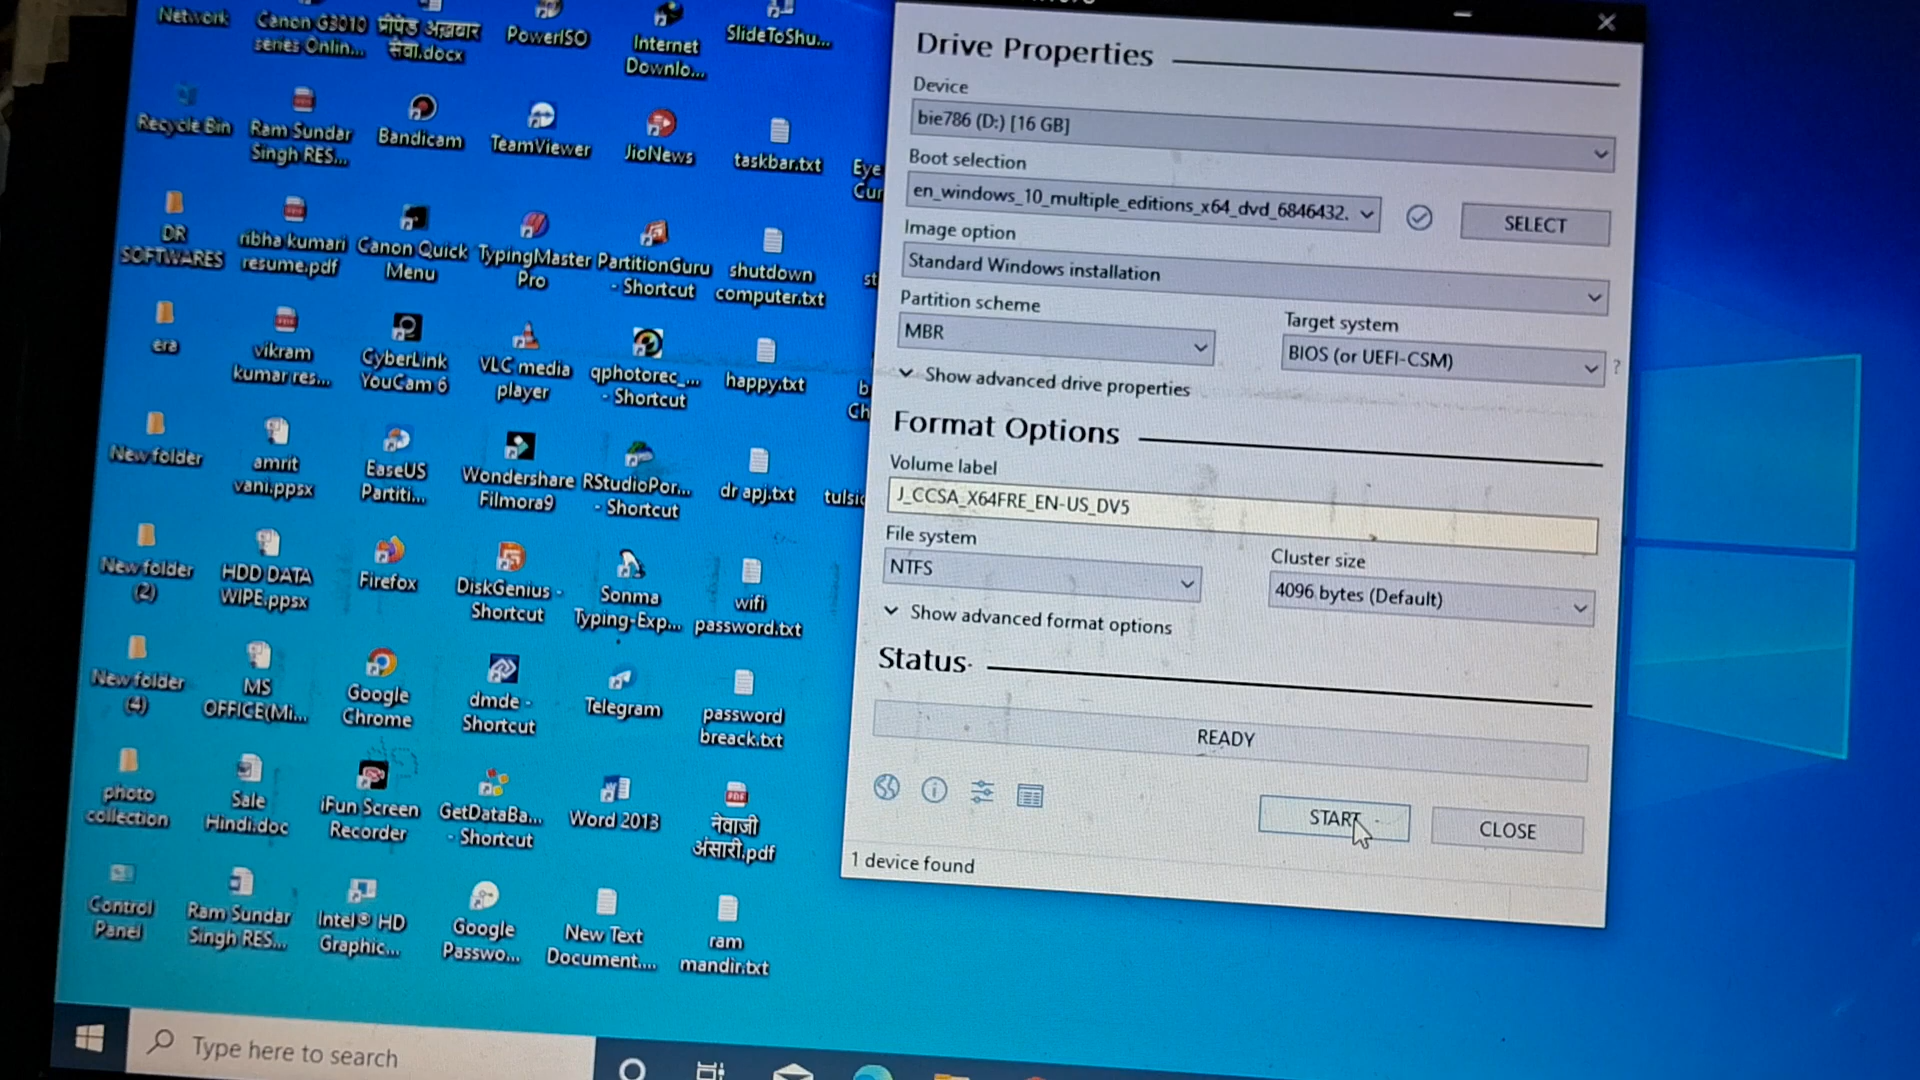 Network
Canon G3010
series Onlin...
प्रीपेड अख़बार
सेवा.docx
PowerISO
Internet
Downlo...
SlideToShu...
Recycle Bin
Ram Sundar
Singh RES...
Bandicam
TeamViewer
JioNews
taskbar.txt
Eye
Cur
DR
SOFTWARES
ribha kumari
resume.pdf
Canon Quick
Menu
TypingMaster
Pro
PartitionGuru
- Shortcut
shutdown
computer.txt
st
era
vikram
kumar res...
CyberLink
YouCam 6
VLC media
player
qphotorec_...
- Shortcut
happy.txt
b
Ch
New folder
amrit
vani.ppsx
EaseUS
Partiti...
Wondershare
Filmora9
RStudioPor...
- Shortcut
dr apj.txt
tulsid
New folder
(2)
HDD DATA
WIPE.ppsx
Firefox
DiskGenius -
Shortcut
Sonma
Typing-Exp...
wifi
password.txt
New folder
(4)
MS
OFFICE(Mi...
Google
Chrome
dmde -
Shortcut
Telegram
password
breack.txt
photo
collection
Sale
Hindi.doc
iFun Screen
Recorder
GetDataBa...
- Shortcut
Word 2013
नेवाजी
अंसारी.pdf
Control
Panel
Ram Sundar
Singh RES...
Intel® HD
Graphic...
Google
Passwo...
New Text
Document....
ram
mandir.txt
Type here to search
Drive Properties
Device
bie786 (D:) [16 GB]
Boot selection
en_windows_10_multiple_editions_x64_dvd_6846432.
SELECT
Image option
Standard Windows installation
Partition scheme
Target system
MBR
BIOS (or UEFI-CSM)
?
Show advanced drive properties
Format Options
Volume label
J_CCSA_X64FRE_EN-US_DV5
File system
Cluster size
NTFS
4096 bytes (Default)
Show advanced format options
Status
READY
START
CLOSE
1 device found